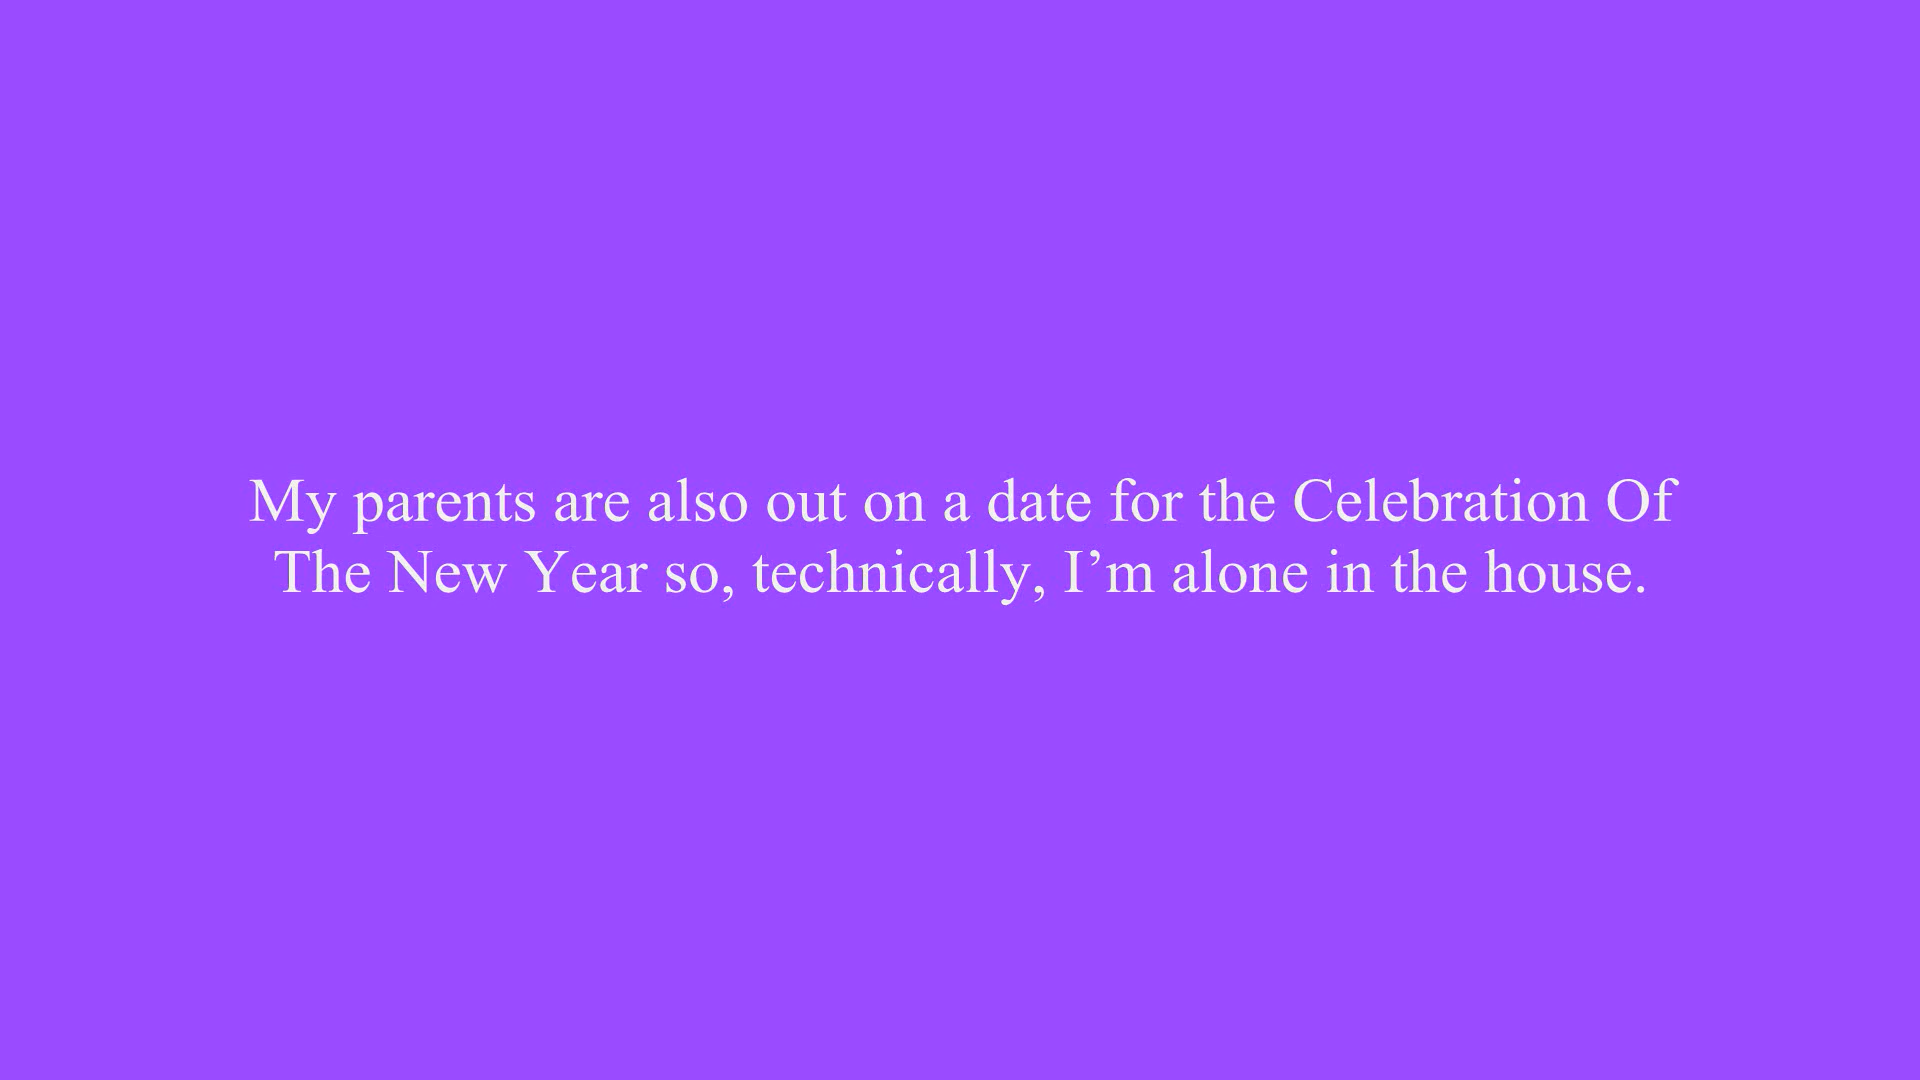 My parents are also out on a date for the Celebration Of
The New Year so, technically, I’m alone in the house.